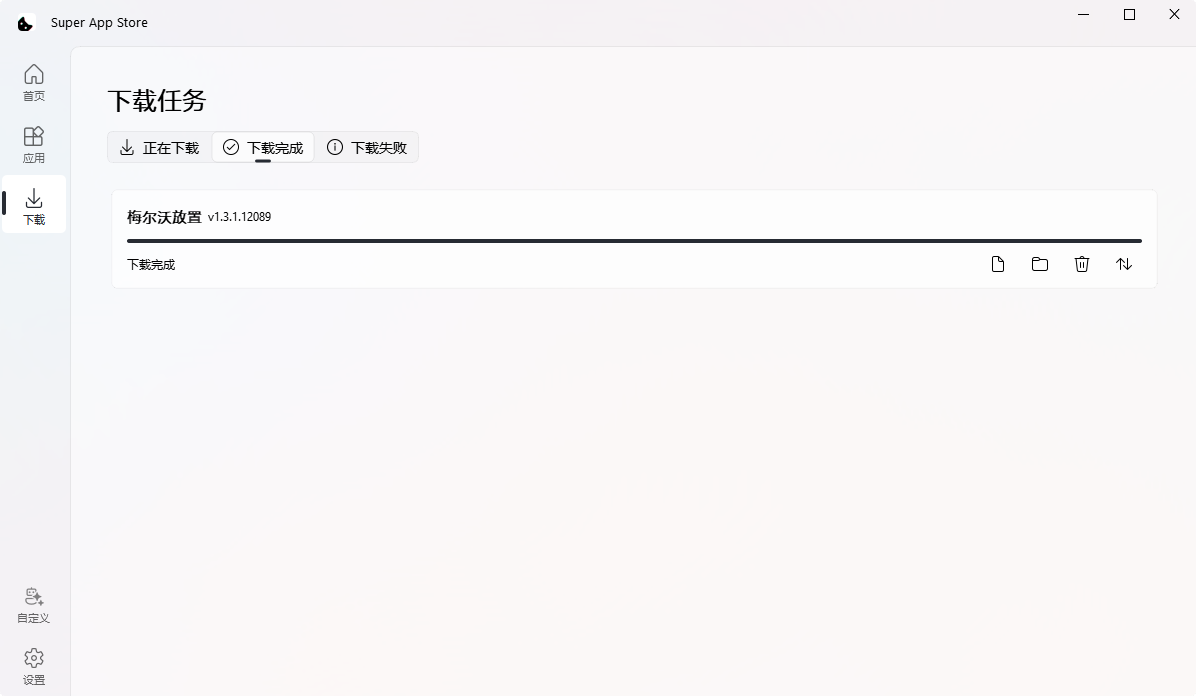 Super App Store
首页
应用
下载
自定义
设置
下载任务
正在下载 下载完成 下载失败
梅尔沃放置 v1.3.1.12089
下载完成